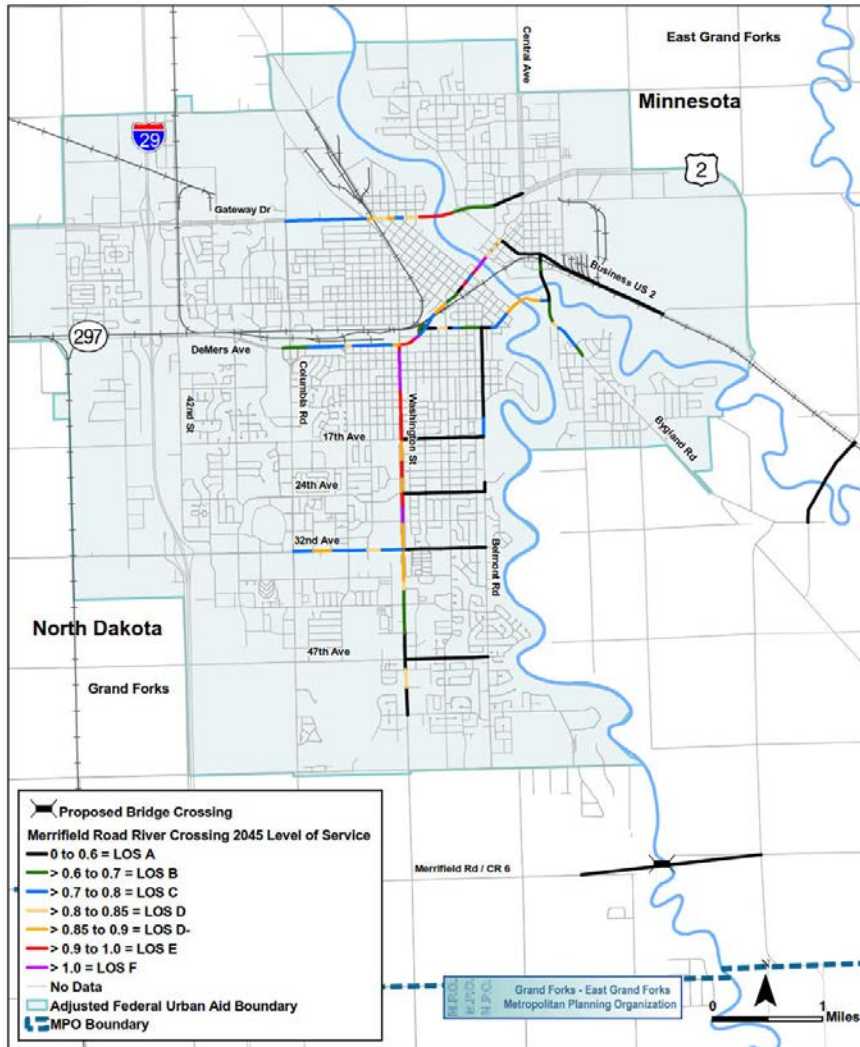 East Grand Forks
Central Ave
Minnesota
29
2
Gateway Dr
Business US 2
297
DeMers Ave
Columbia Rd
42nd St
Washington St
17th Ave
Bygland Rd
24th Ave
32nd Ave
Belmont Rd
North Dakota
47th Ave
Grand Forks
Proposed Bridge Crossing
Merrifield Road River Crossing 2045 Level of Service
0 to 0.6 = LOS A
> 0.6 to 0.7 = LOS B
> 0.7 to 0.8 = LOS C
> 0.8 to 0.85 = LOS D
> 0.85 to 0.9 = LOS D-
> 0.9 to 1.0 = LOS E
> 1.0 = LOS F
No Data
Adjusted Federal Urban Aid Boundary
MPO Boundary
Merrifield Rd / CR 6
M.P.O.
M.P.O.
M.P.O.
Grand Forks - East Grand Forks
Metropolitan Planning Organization
N
0 1
Miles